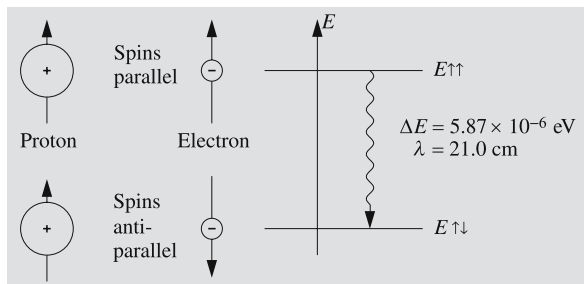 E
+
Spins
parallel
−
E↑↑
Proton
Electron
ΔE = 5.87 × 10⁻⁶ eV
λ = 21.0 cm
+
Spins
anti-
parallel
−
E ↑↓